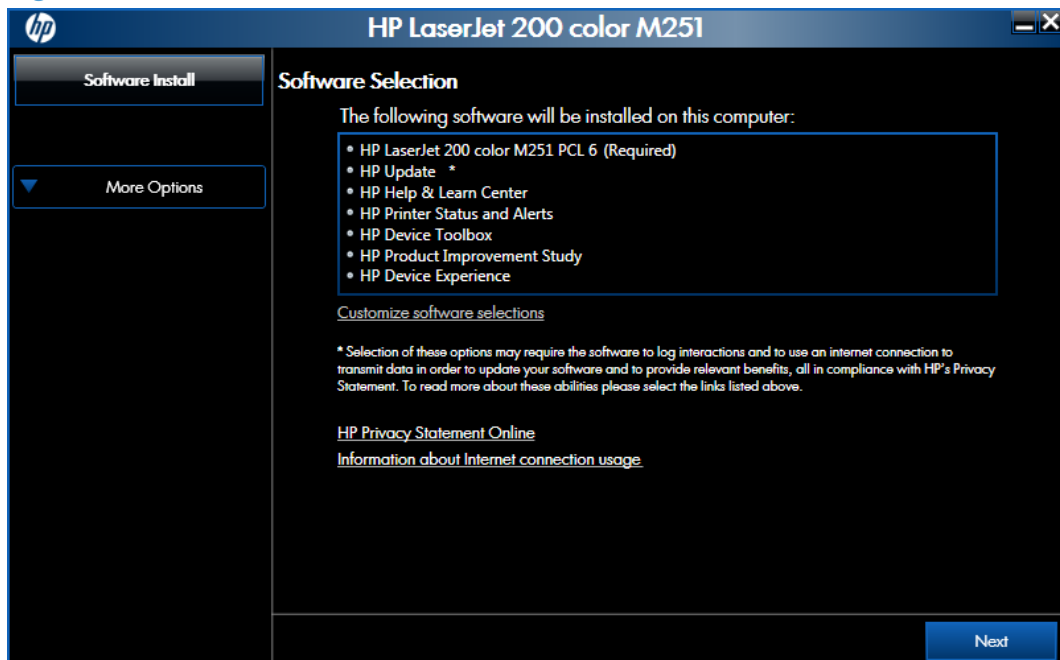 hp
HP LaserJet 200 color M251
Software Install
More Options
Software Selection
The following software will be installed on this computer:
• HP LaserJet 200 color M251 PCL 6 (Required)
• HP Update *
• HP Help & Learn Center
• HP Printer Status and Alerts
• HP Device Toolbox
• HP Product Improvement Study
• HP Device Experience
Customize software selections
* Selection of these options may require the software to log interactions and to use an internet connection to
transmit data in order to update your software and to provide relevant benefits, all in compliance with HP's Privacy
Statement. To read more about these abilities please select the links listed above.
HP Privacy Statement Online
Information about Internet connection usage
Next